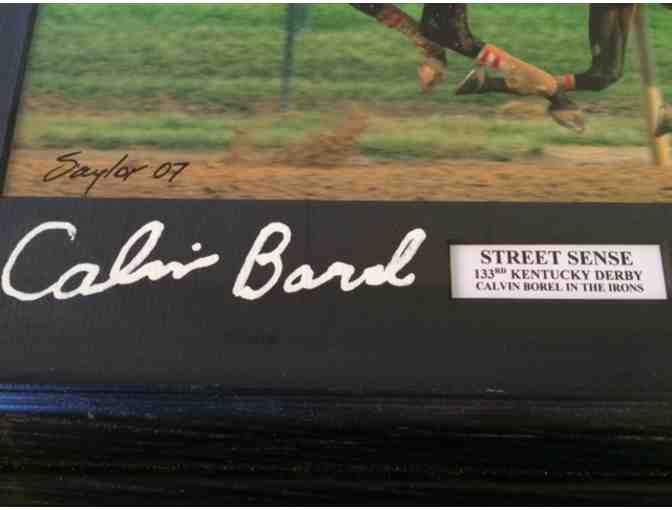 Saylor 07
Calvin Borel
STREET SENSE
133RD KENTUCKY DERBY
CALVIN BOREL IN THE IRONS